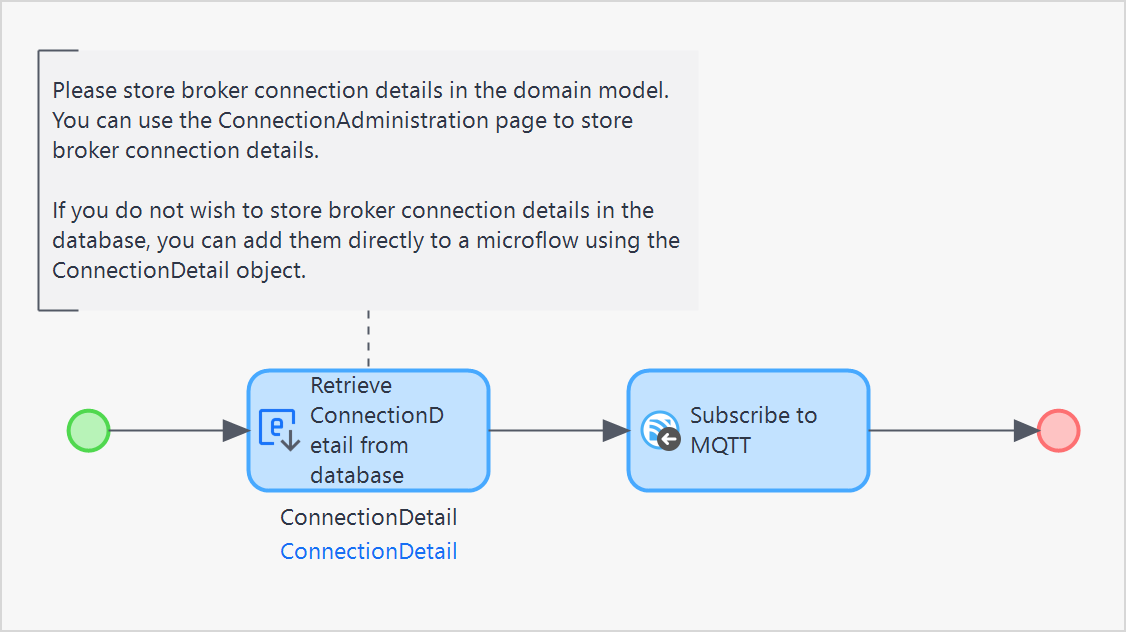 Please store broker connection details in the domain model.
You can use the ConnectionAdministration page to store
broker connection details.
If you do not wish to store broker connection details in the
database, you can add them directly to a microflow using the
ConnectionDetail object.
Retrieve
ConnectionD
etail from
database
Subscribe to
MQTT
ConnectionDetail
ConnectionDetail